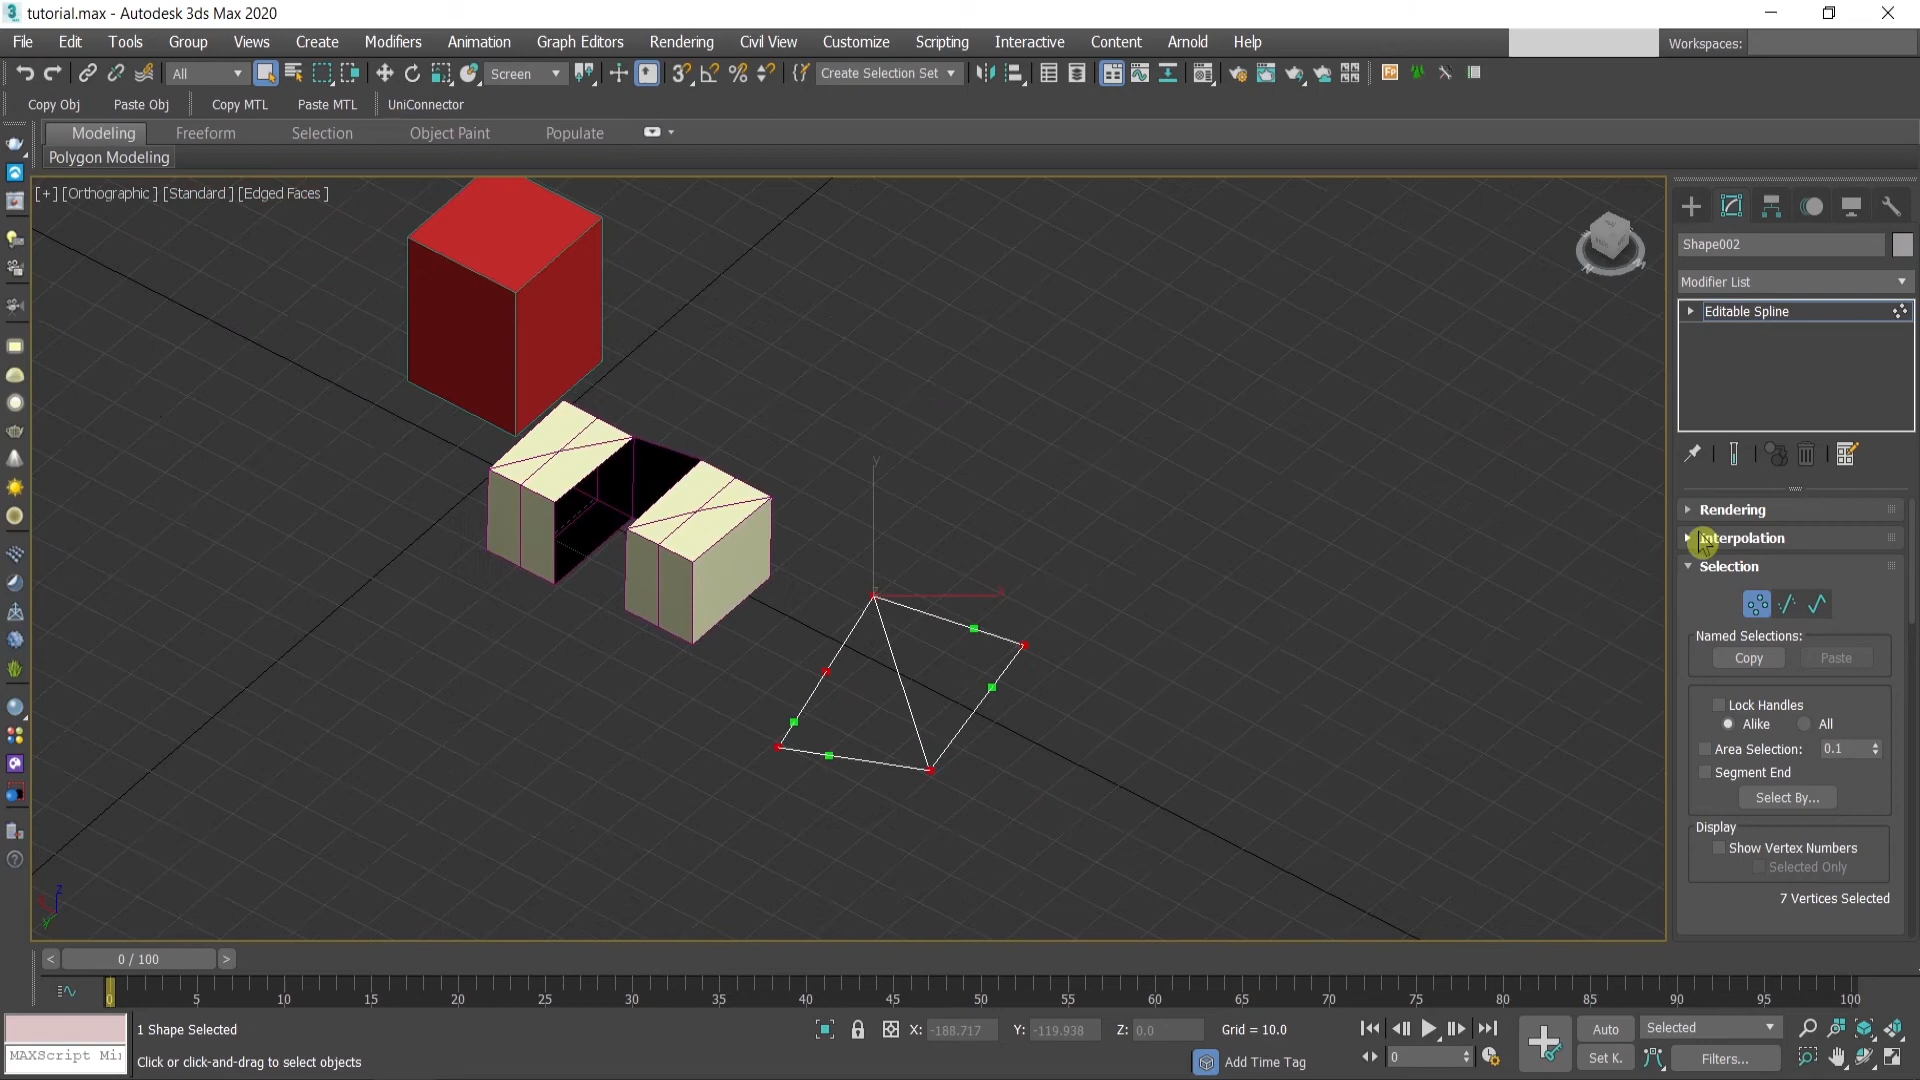 tutorial.max - Autodesk 3ds Max 2020
File Edit Tools Group Views Create Modifiers Animation Graph Editors Rendering Civil View Customize Scripting Interactive Content Arnold Help Workspaces:
All Screen Create Selection Set
Copy Obj Paste Obj Copy MTL Paste MTL UniConnector
Modeling Freeform Selection Object Paint Populate
Polygon Modeling
[+] [Orthographic ] [Standard ] [Edged Faces ]
Shape002
Modifier List
Editable Spline
Rendering
Interpolation
Selection
Named Selections:
Copy Paste
Lock Handles
Alike All
Area Selection: 0.1
Segment End
Select By...
Display
Show Vertex Numbers
Selected Only
7 Vertices Selected
< 0 / 100 >
0 5 10 15 20 25 30 35 40 45 50 55 60 65 70 75 80 85 90 95 100
1 Shape Selected X: -188.717 Y: -119.938 Z: 0.0 Grid = 10.0 Auto Selected
MAXScript Mi: Click or click-and-drag to select objects Add Time Tag 0 Set K. Filters...